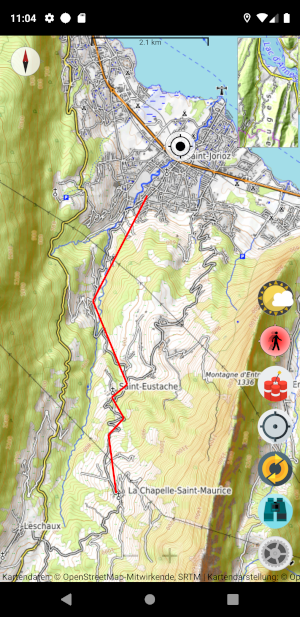 11:04
2.1 km
Saint-Jorioz
Montagne d'Entr
1336
Saint-Eustache
La Chapelle-Saint-Maurice
Leschaux
Kartendaten: © OpenStreetMap-Mitwirkende, SRTM | Kartendarstellung: © Op